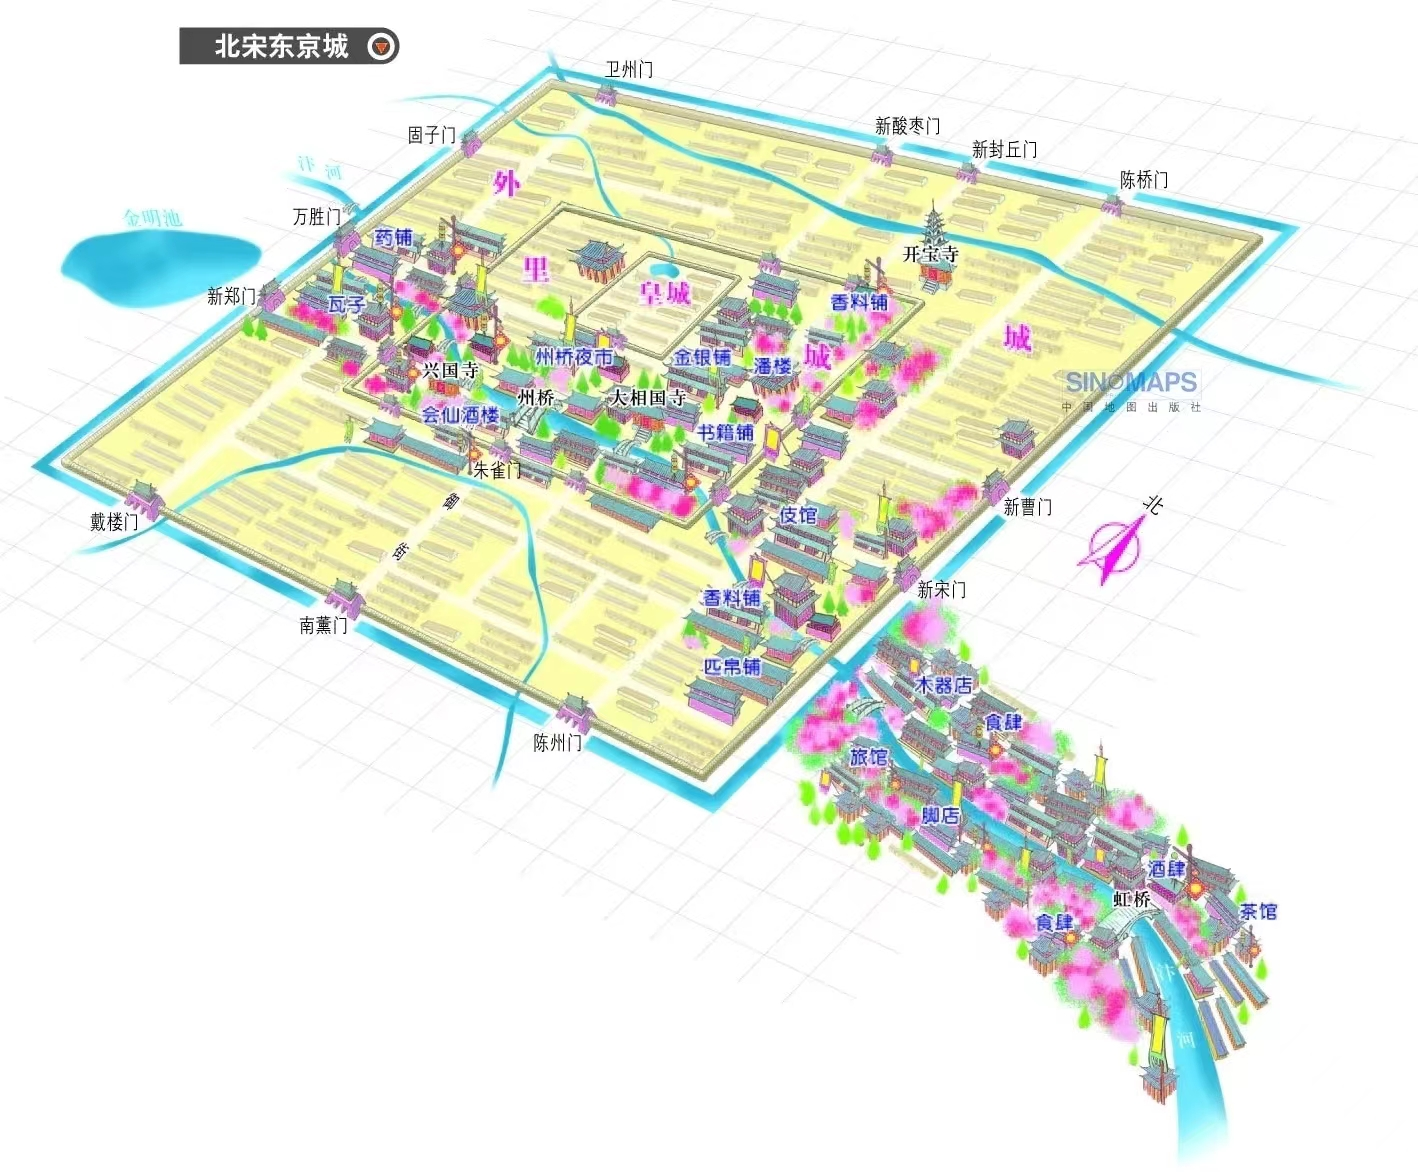 北宋东京城
卫州门
新酸枣门
新封丘门
陈桥门
固子门
汴河
外
万胜门
金明池
药铺
开宝寺
里
皇城
新郑门
瓦子
香料铺
城
州桥夜市
金银铺
潘楼
城
兴国寺
SINOMAPS
中国地图出版社
州桥
大相国寺
会仙酒楼
书籍铺
朱雀门
御
街
戴楼门
伎馆
新曹门
北
南薰门
香料铺
新宋门
匹帛铺
木器店
陈州门
食肆
旅馆
脚店
酒肆
虹桥
食肆
茶馆
汴
河